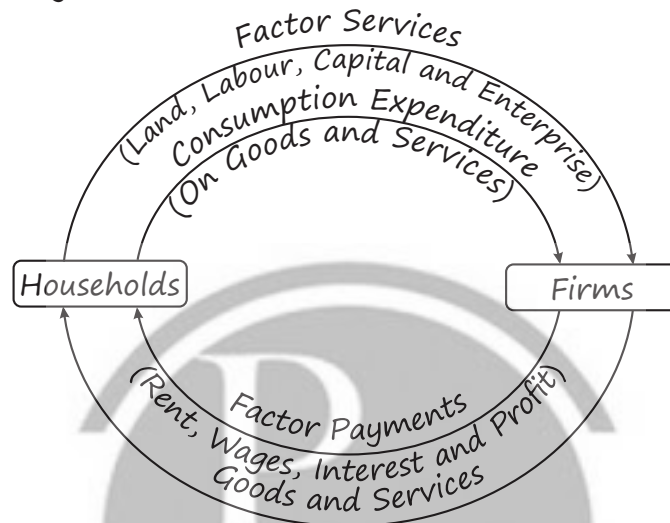 Factor Services
(Land, Labour, Capital and Enterprise)
Consumption Expenditure
(On Goods and Services)
Households
Firms
Factor Payments
(Rent, Wages, Interest and Profit)
Goods and Services